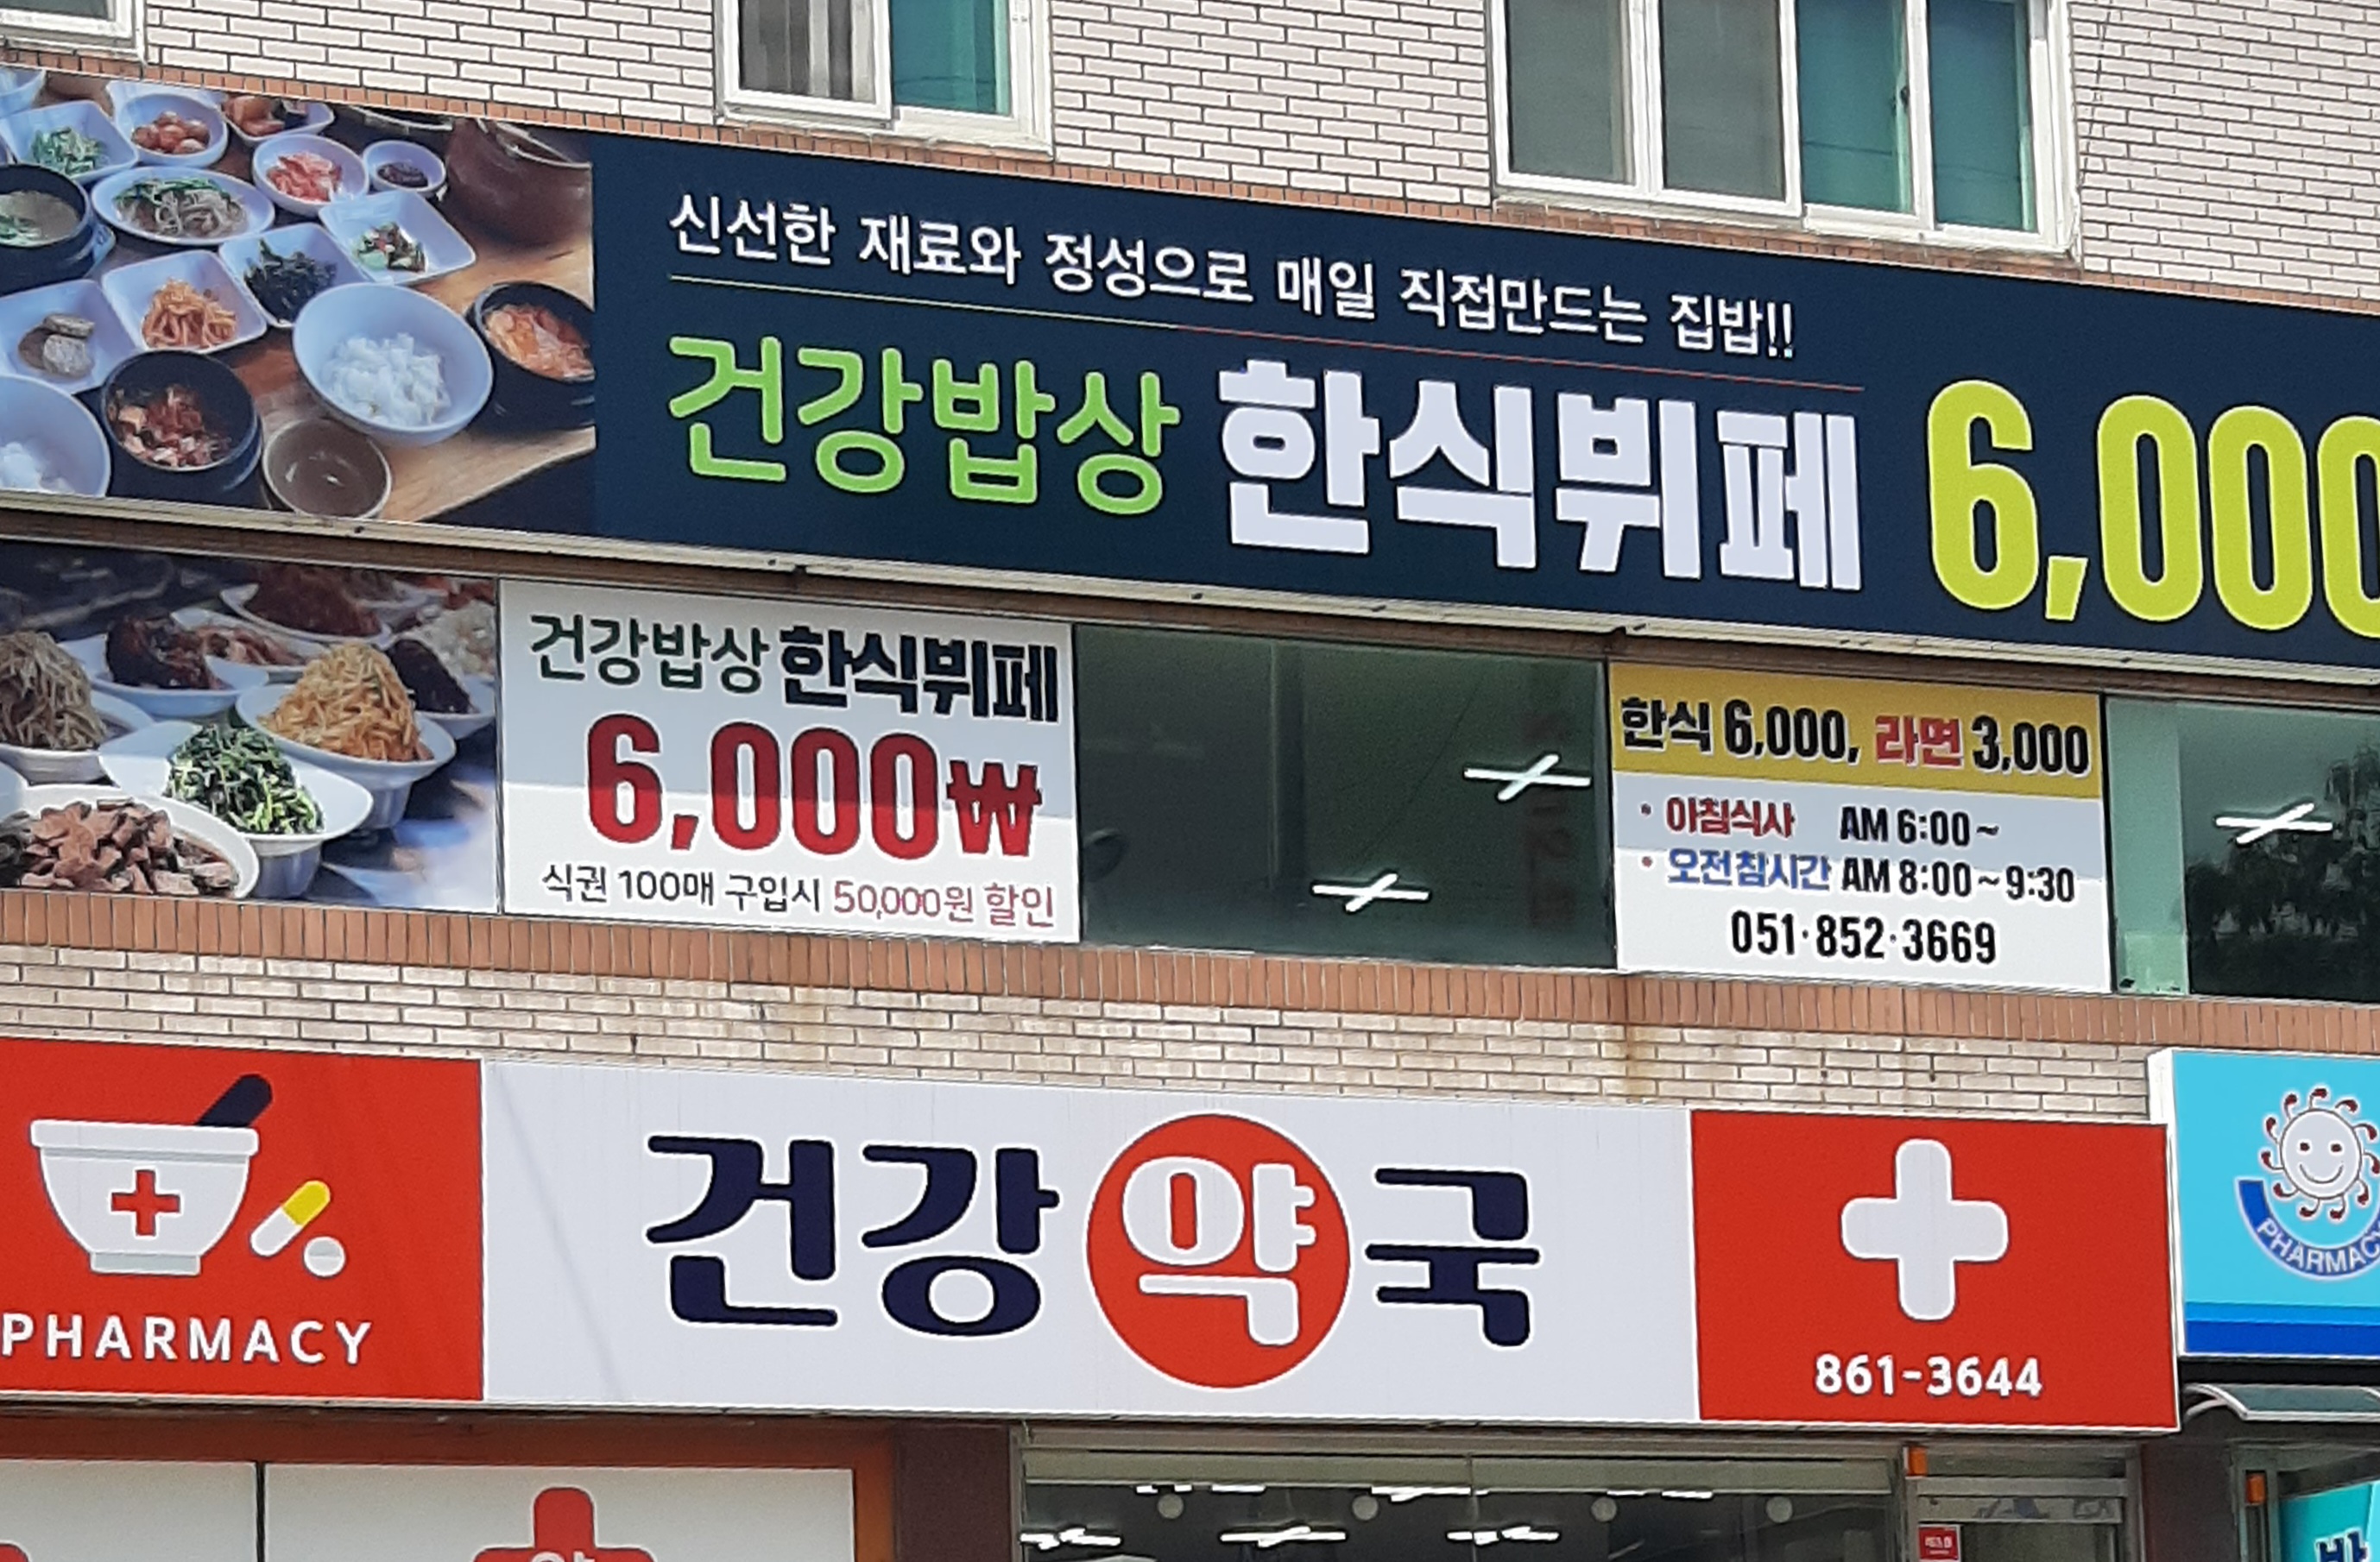 신선한 재료와 정성으로 매일 직접만드는 집밥!!
건강밥상 한식뷔페 6,000
건강밥상 한식뷔페
6,000₩
식권 100매 구입시 50,000원 할인
한식 6,000, 라면 3,000
• 아침식사 AM 6:00~
• 오전참시간 AM 8:00~9:30
051·852·3669
PHARMACY
건강약국
861-3644
PHARMACY